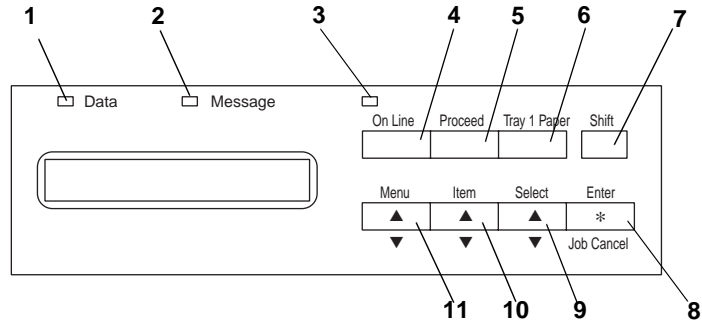 1 2 3 4 5 6 7
Data Message
On Line Proceed Tray 1 Paper Shift
Menu Item Select Enter
▲ ▲ ▲ *
▼ ▼ ▼ Job Cancel
11 10 9 8